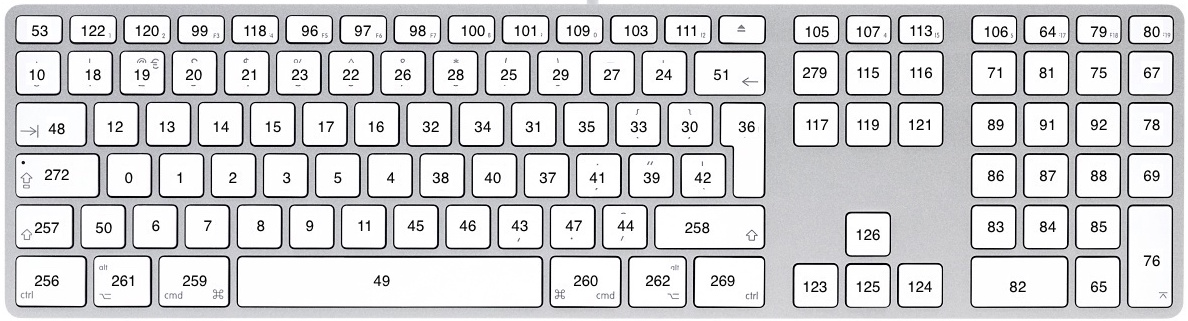 53 122 120 99 F3 118 96 F5 97 F6 98 F7 100 101 109 103 111 105 107 113 106 64 79 F18 80 F19
10 18 19 € 20 21 23 22 26 * 28 25 29 27 24 51 ← 279 115 116 71 81 75 67
→| 48 12 13 14 15 17 16 32 34 31 35 33 30 36 117 119 121 89 91 92 78
272 0 1 2 3 5 4 38 40 37 41 39 42 86 87 88 69
257 50 6 7 8 9 11 45 46 43 47 44 258 126 83 84 85 76
256 ctrl alt 261 ⌥ 259 cmd ⌘ 49 260 ⌘ cmd alt 262 ⌥ 269 ctrl 123 125 124 82 65